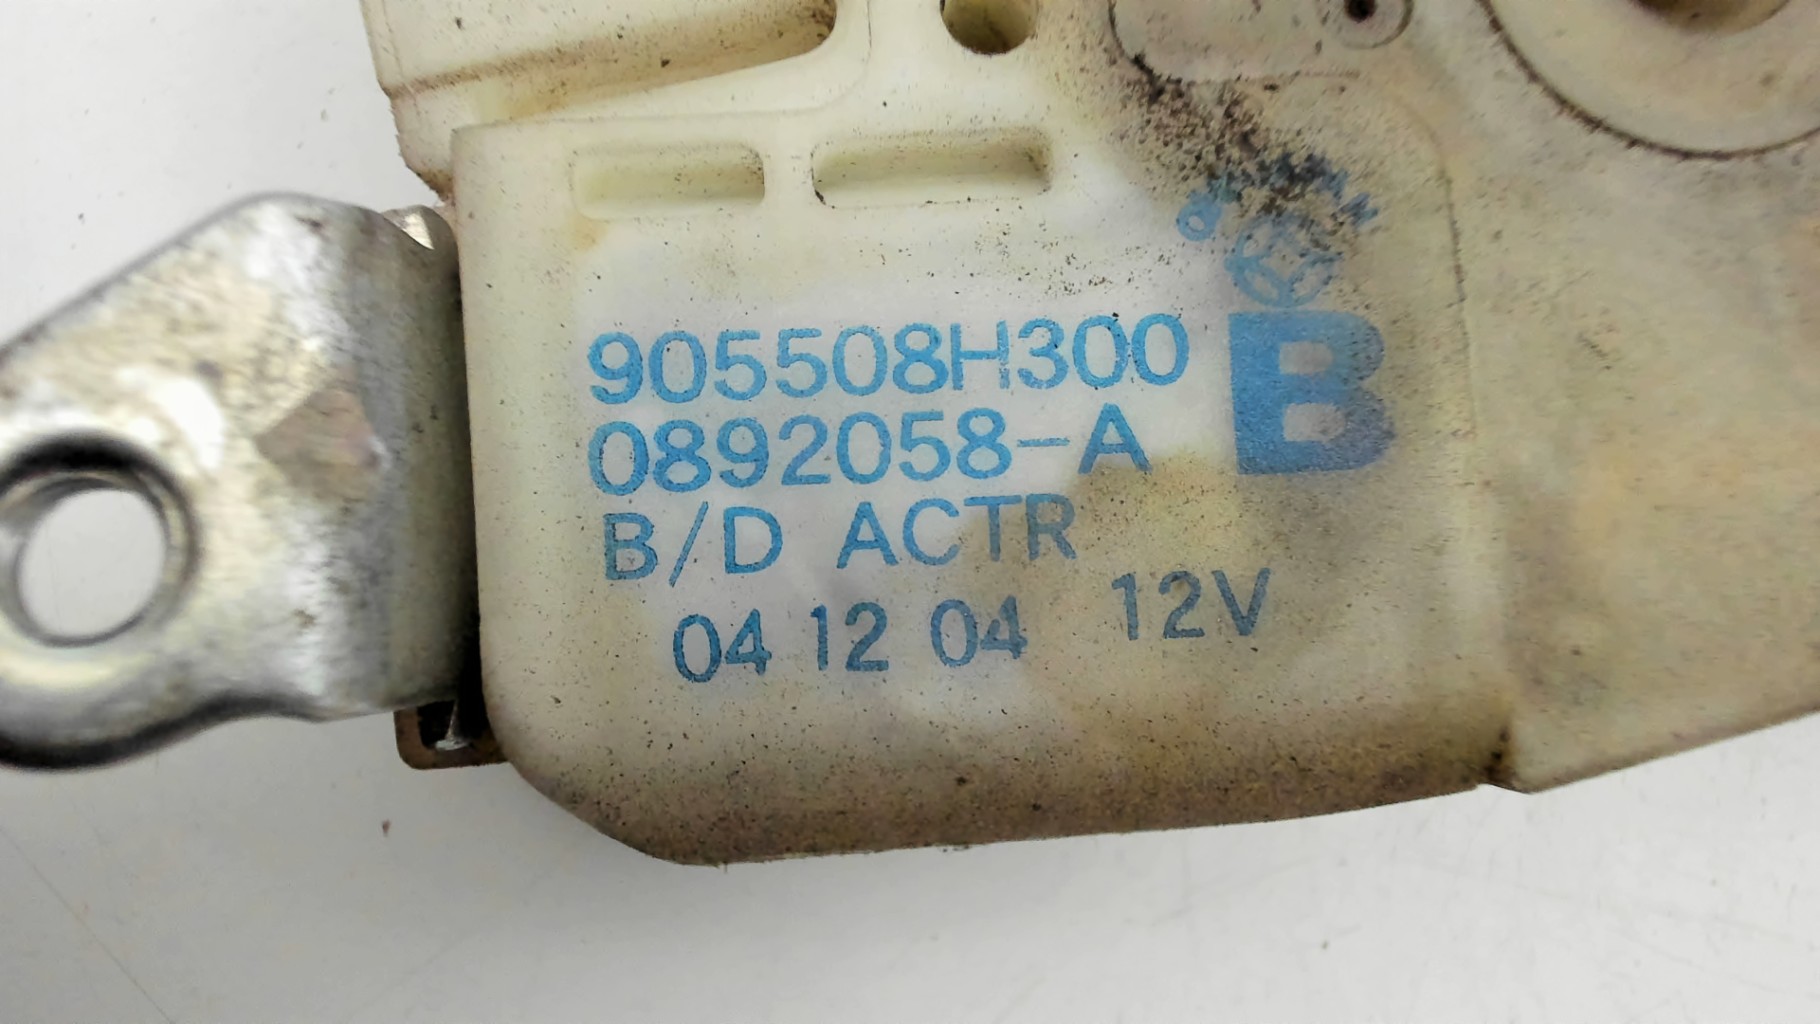 905508H300
0892058-A
B
B/D ACTR
04 12 04 12V